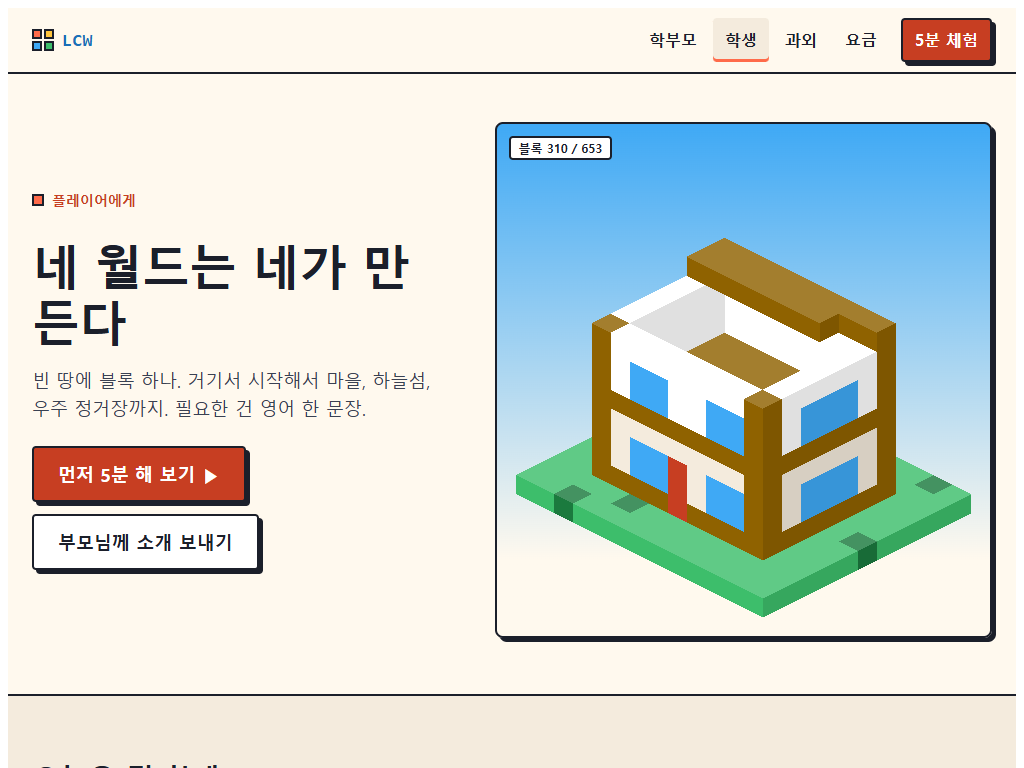 LCW
학부모
학생
과외
요금
5분 체험
블록 310 / 653
플레이어에게
네 월드는 네가 만
든다
빈 땅에 블록 하나. 거기서 시작해서 마을, 하늘섬,
우주 정거장까지. 필요한 건 영어 한 문장.
먼저 5분 해 보기 ▶
부모님께 소개 보내기